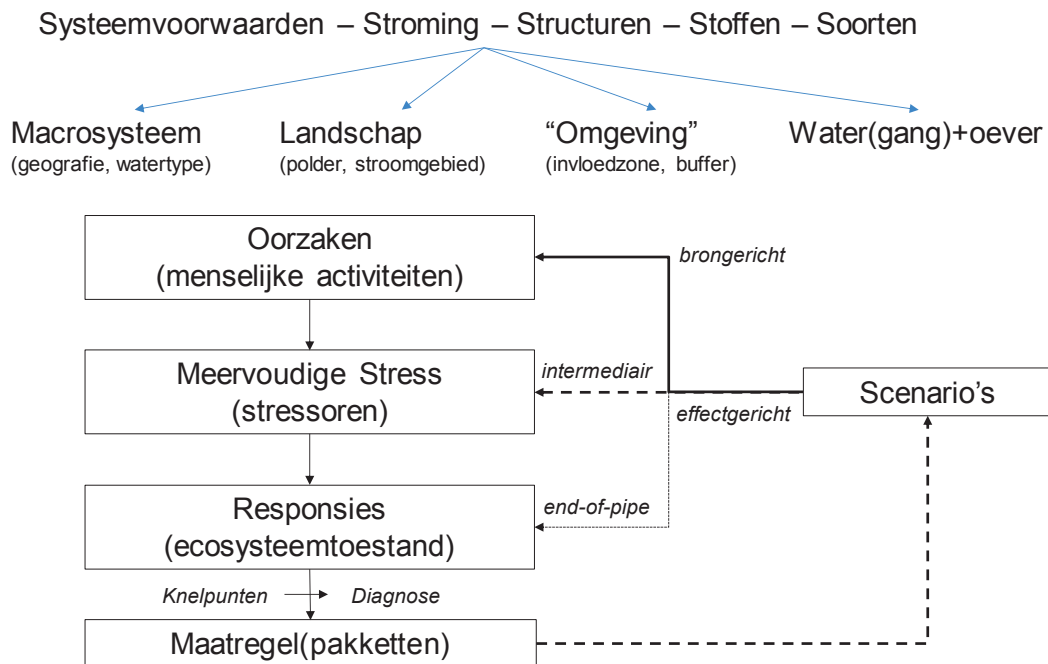 Systeemvoorwaarden – Stroming – Structuren – Stoffen – Soorten
Macrosysteem
(geografie, watertype)
Landschap
(polder, stroomgebied)
“Omgeving”
(invloedzone, buffer)
Water(gang)+oever
Oorzaken
(menselijke activiteiten)
brongericht
Meervoudige Stress
(stressoren)
intermediair
effectgericht
Scenario's
Responsies
(ecosysteemtoestand)
end-of-pipe
Knelpunten
Diagnose
Maatregel(pakketten)